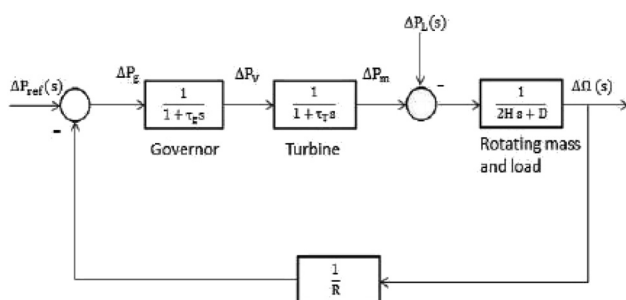 ΔP_L(s)
ΔP_ref(s)
ΔP_g
ΔP_V
ΔP_m
ΔΩ(s)
-
-
1
1 + τ_g s
1
1 + τ_T s
1
2H s + D
Governor
Turbine
Rotating mass
and load
1
R